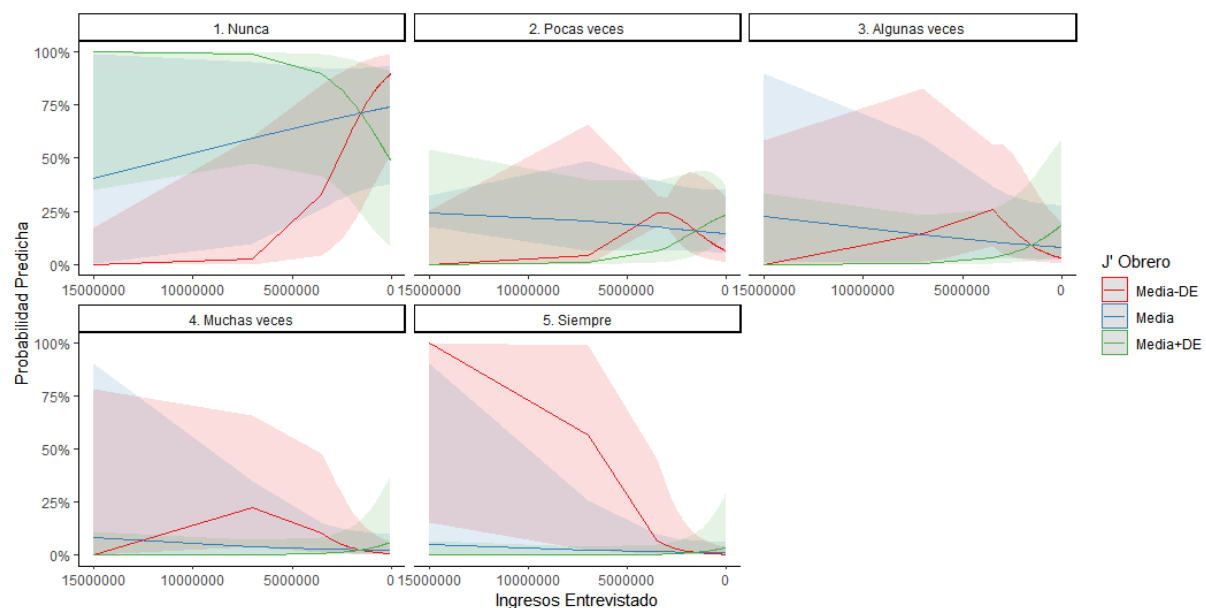 1. Nunca
2. Pocas veces
3. Algunas veces
100%
75%
50%
25%
0%
15000000 10000000 5000000 0
15000000 10000000 5000000 0
15000000 10000000 5000000 0
4. Muchas veces
5. Siempre
100%
75%
50%
25%
0%
15000000 10000000 5000000 0
15000000 10000000 5000000 0
Probabilidad Predicha
Ingresos Entrevistado
J' Obrero
Media-DE
Media
Media+DE